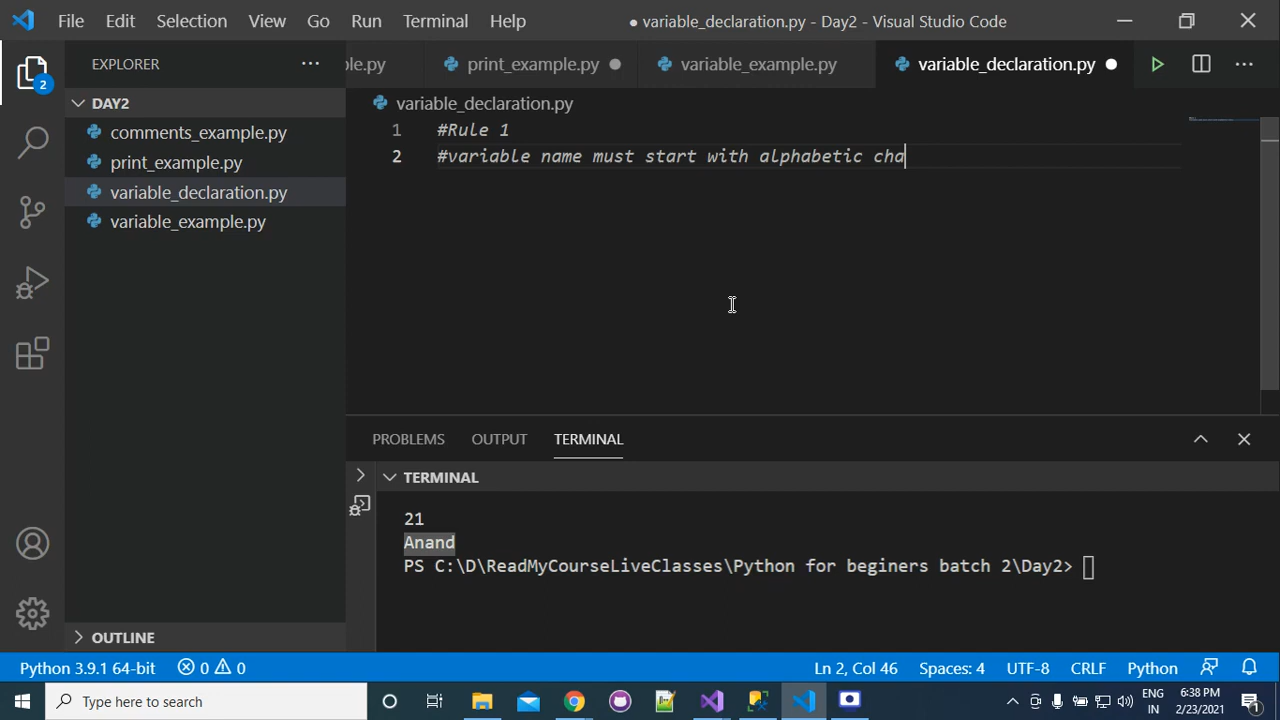 File Edit Selection View Go Run Terminal Help ● variable_declaration.py - Day2 - Visual Studio Code
EXPLORER ...
ple.py print_example.py variable_example.py variable_declaration.py
2
DAY2
variable_declaration.py
comments_example.py
print_example.py
variable_declaration.py
variable_example.py
1 #Rule 1
2 #variable name must start with alphabetic cha
PROBLEMS OUTPUT TERMINAL
TERMINAL
21
Anand
PS C:\D\ReadMyCourseLiveClasses\Python for beginers batch 2\Day2>
OUTLINE
Python 3.9.1 64-bit 0 0 Ln 2, Col 46 Spaces: 4 UTF-8 CRLF Python
Type here to search
ENG
IN
6:38 PM
2/23/2021
1